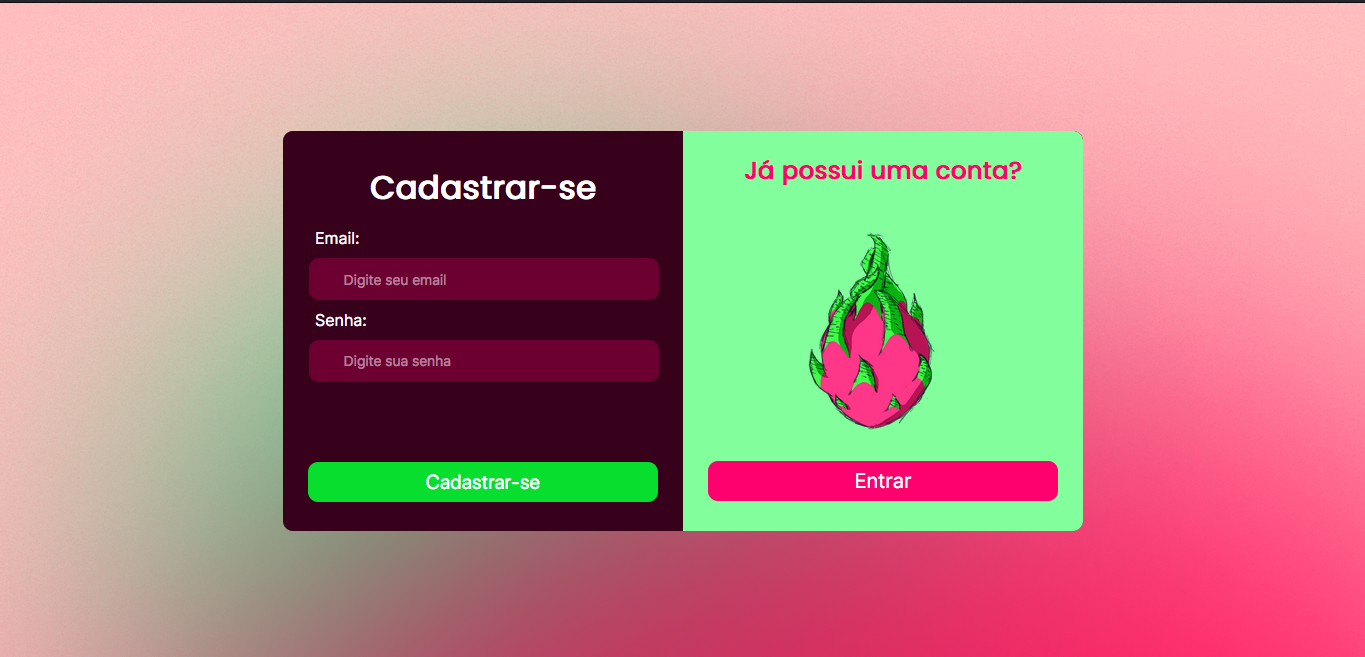 Cadastrar-se
Email:
Digite seu email
Senha:
Digite sua senha
Cadastrar-se
Já possui uma conta?
Entrar